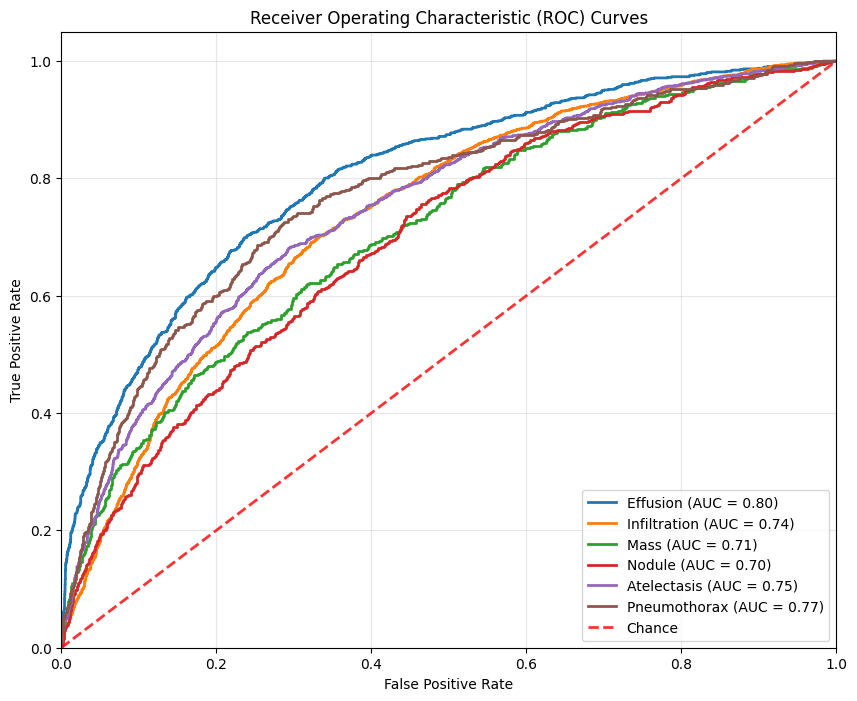 Receiver Operating Characteristic (ROC) Curves
True Positive Rate
1.0
0.8
0.6
0.4
0.2
0.0
Effusion (AUC = 0.80)
Infiltration (AUC = 0.74)
Mass (AUC = 0.71)
Nodule (AUC = 0.70)
Atelectasis (AUC = 0.75)
Pneumothorax (AUC = 0.77)
Chance
0.0 0.2 0.4 0.6 0.8 1.0
False Positive Rate